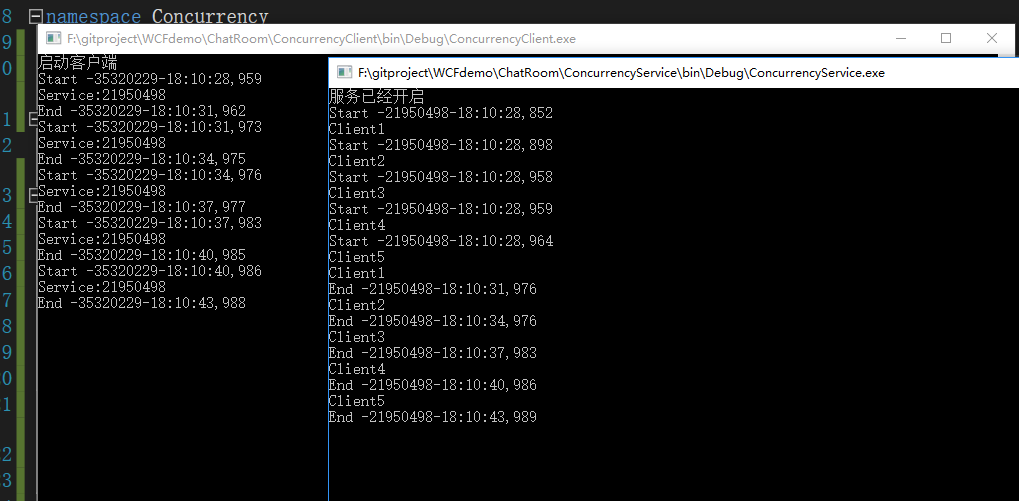 8
namespace Concurrency
9
0
1
2
3
4
5
6
7
8
9
20
21
22
23
F:\gitproject\WCFdemo\ChatRoom\ConcurrencyClient\bin\Debug\ConcurrencyClient.exe
启动客户端
Start -35320229-18:10:28,959
Service:21950498
End -35320229-18:10:31,962
Start -35320229-18:10:31,973
Service:21950498
End -35320229-18:10:34,975
Start -35320229-18:10:34,976
Service:21950498
End -35320229-18:10:37,977
Start -35320229-18:10:37,983
Service:21950498
End -35320229-18:10:40,985
Start -35320229-18:10:40,986
Service:21950498
End -35320229-18:10:43,988
F:\gitproject\WCFdemo\ChatRoom\ConcurrencyService\bin\Debug\ConcurrencyService.exe
服务已经开启
Start -21950498-18:10:28,852
Client1
Start -21950498-18:10:28,898
Client2
Start -21950498-18:10:28,958
Client3
Start -21950498-18:10:28,959
Client4
Start -21950498-18:10:28,964
Client5
Client1
End -21950498-18:10:31,976
Client2
End -21950498-18:10:34,976
Client3
End -21950498-18:10:37,983
Client4
End -21950498-18:10:40,986
Client5
End -21950498-18:10:43,989